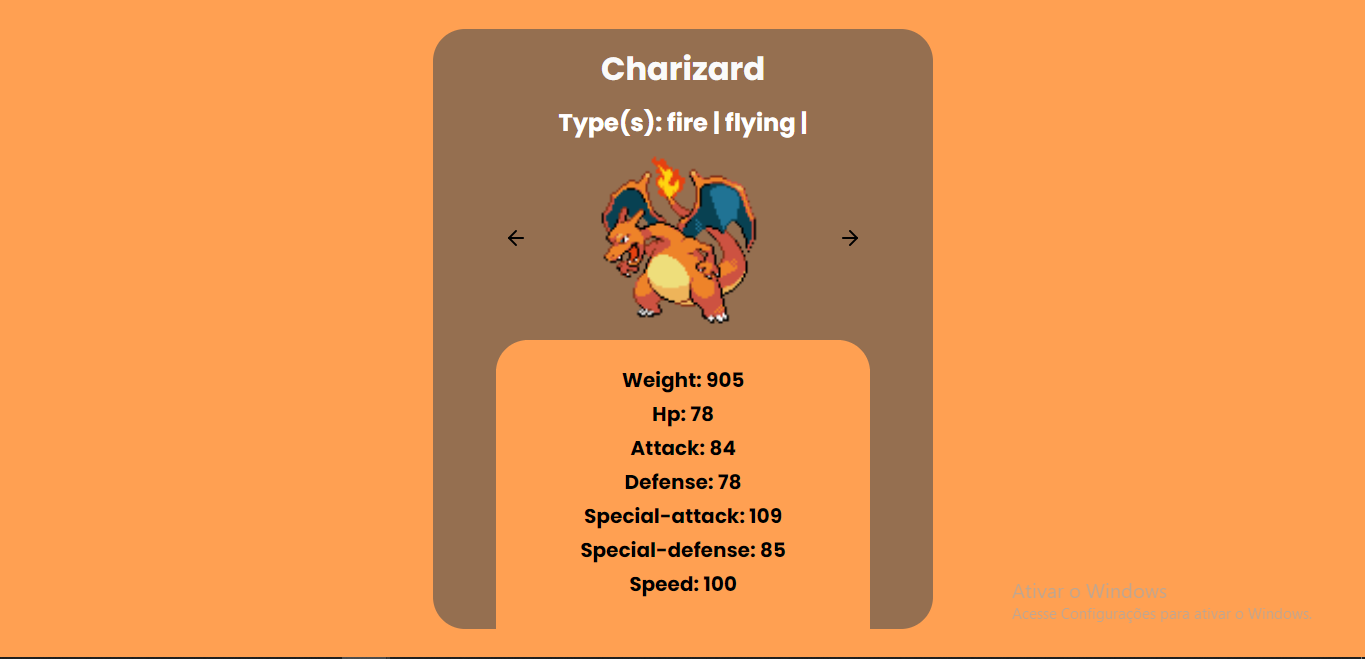 Charizard
Type(s): fire | flying |
Weight: 905
Hp: 78
Attack: 84
Defense: 78
Special-attack: 109
Special-defense: 85
Speed: 100
Ativar o Windows
Acesse Configurações para ativar o Windows.